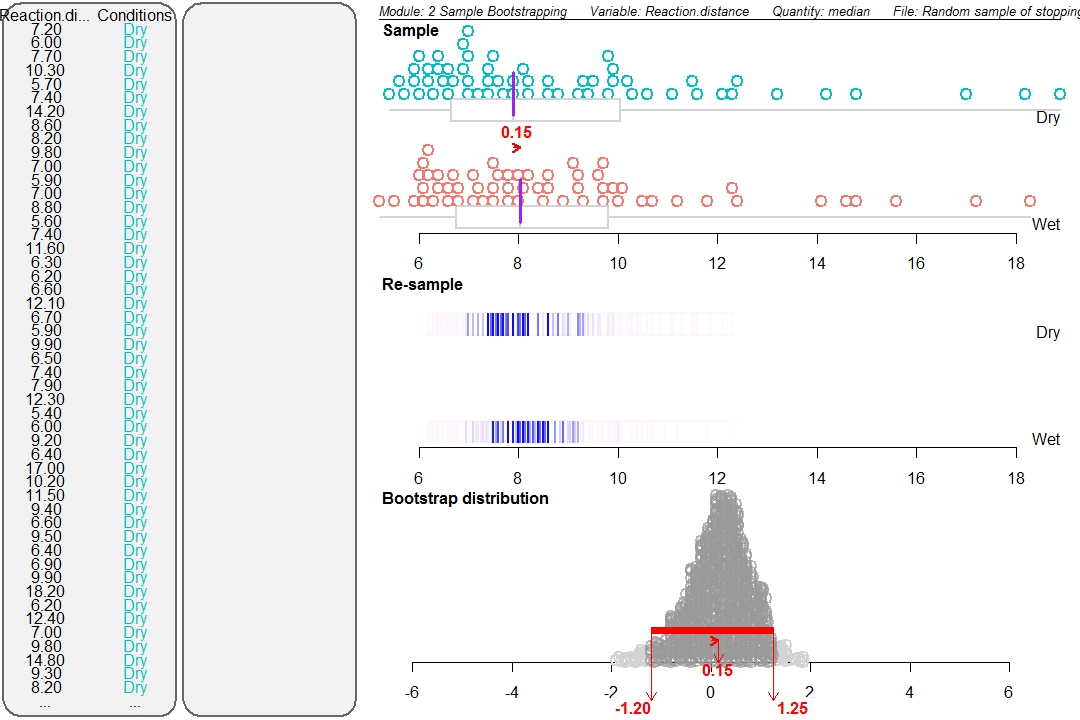 Reaction.di... Conditions
7.20 Dry
6.00 Dry
7.70 Dry
10.30 Dry
5.70 Dry
7.40 Dry
14.20 Dry
8.60 Dry
8.20 Dry
9.80 Dry
7.00 Dry
5.90 Dry
7.00 Dry
8.80 Dry
5.60 Dry
7.40 Dry
11.60 Dry
6.30 Dry
6.20 Dry
6.60 Dry
12.10 Dry
6.70 Dry
5.90 Dry
9.90 Dry
6.50 Dry
7.40 Dry
7.90 Dry
12.30 Dry
5.40 Dry
6.00 Dry
9.20 Dry
6.40 Dry
17.00 Dry
10.20 Dry
11.50 Dry
9.40 Dry
6.60 Dry
9.50 Dry
6.40 Dry
6.90 Dry
9.90 Dry
18.20 Dry
6.20 Dry
12.40 Dry
7.00 Dry
9.80 Dry
14.80 Dry
9.30 Dry
8.20 Dry
... ...
Module: 2 Sample Bootstrapping Variable: Reaction.distance Quantity: median File: Random sample of stopping
Sample
Dry
0.15
Wet
6 8 10 12 14 16 18
Re-sample
Dry
Wet
6 8 10 12 14 16 18
Bootstrap distribution
0.15
-6 -4 -2 0 2 4 6
-1.20 1.25